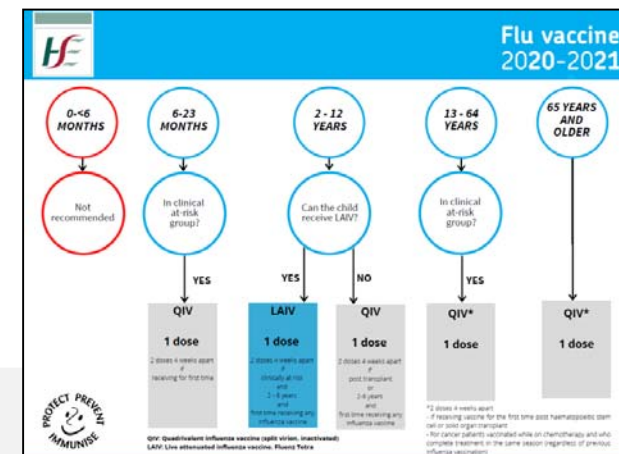 HE
Flu vaccine
2020-2021
0-<6
MONTHS
6-23
MONTHS
2 - 12
YEARS
13 - 64
YEARS
65 YEARS
AND
OLDER
Not
recommended
In clinical
at-risk
group?
Can the child
receive LAIV?
In clinical
at-risk
group?
YES
YES
NO
YES
QIV
1 dose
2 doses 4 weeks apart
if
receiving for first time
LAIV
1 dose
2 doses 4 weeks apart
if
clinically at risk
and
2 - 8 years
and
first time receiving any
influenza vaccine
QIV
1 dose
2 doses 4 weeks apart
if
post transplant
or
2-8 years
and
first time receiving any
influenza vaccine
QIV*
1 dose
QIV*
1 dose
PROTECT PREVENT
IMMUNISE
QIV: Quadrivalent influenza vaccine (split virion, inactivated)
LAIV: Live attenuated influenza vaccine. Fluenz Tetra
*2 doses 4 weeks apart
- if receiving vaccine for the first time post haematopoietic stem
cell or solid organ transplant
- For cancer patients vaccinated while on chemotherapy and who
complete treatment in the same season (regardless of previous
influenza vaccination)